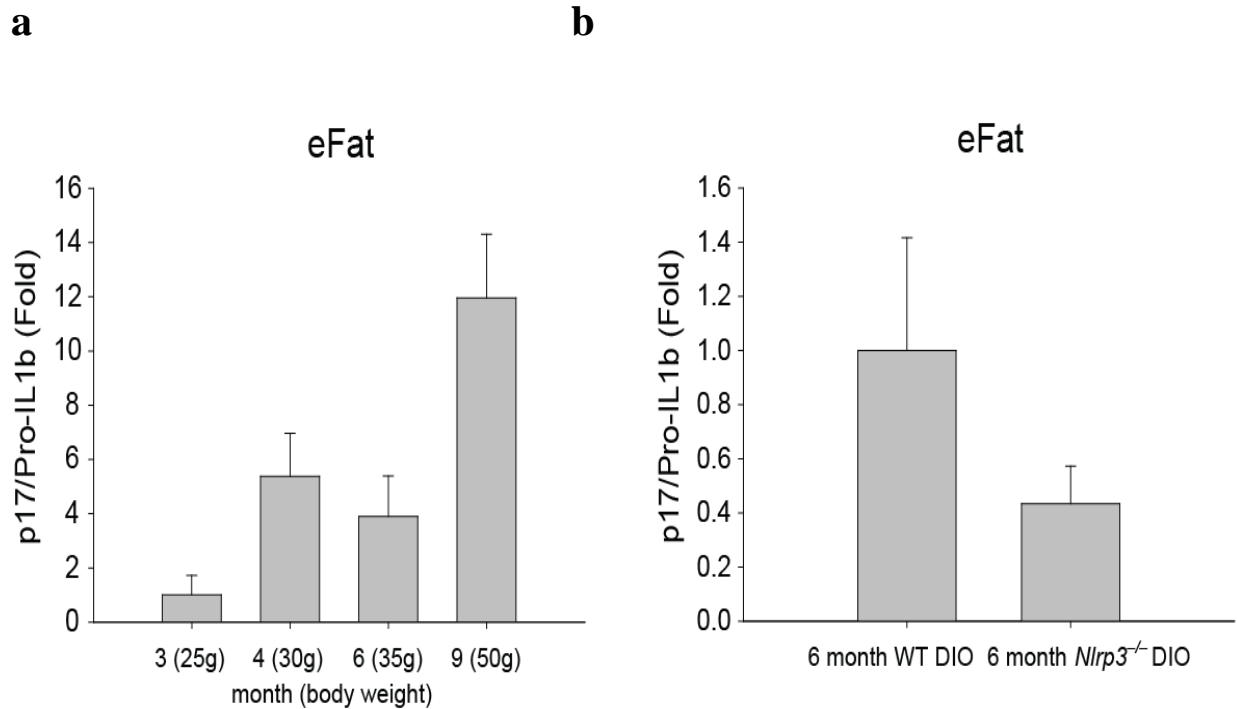 a
eFat
p17/Pro-IL1b (Fold)
16
14
12
10
8
6
4
2
0
3 (25g) 4 (30g) 6 (35g) 9 (50g)
month (body weight)
b
eFat
p17/Pro-IL1b (Fold)
1.6
1.4
1.2
1.0
0.8
0.6
0.4
0.2
0.0
6 month WT DIO 6 month Nlrp3–/– DIO